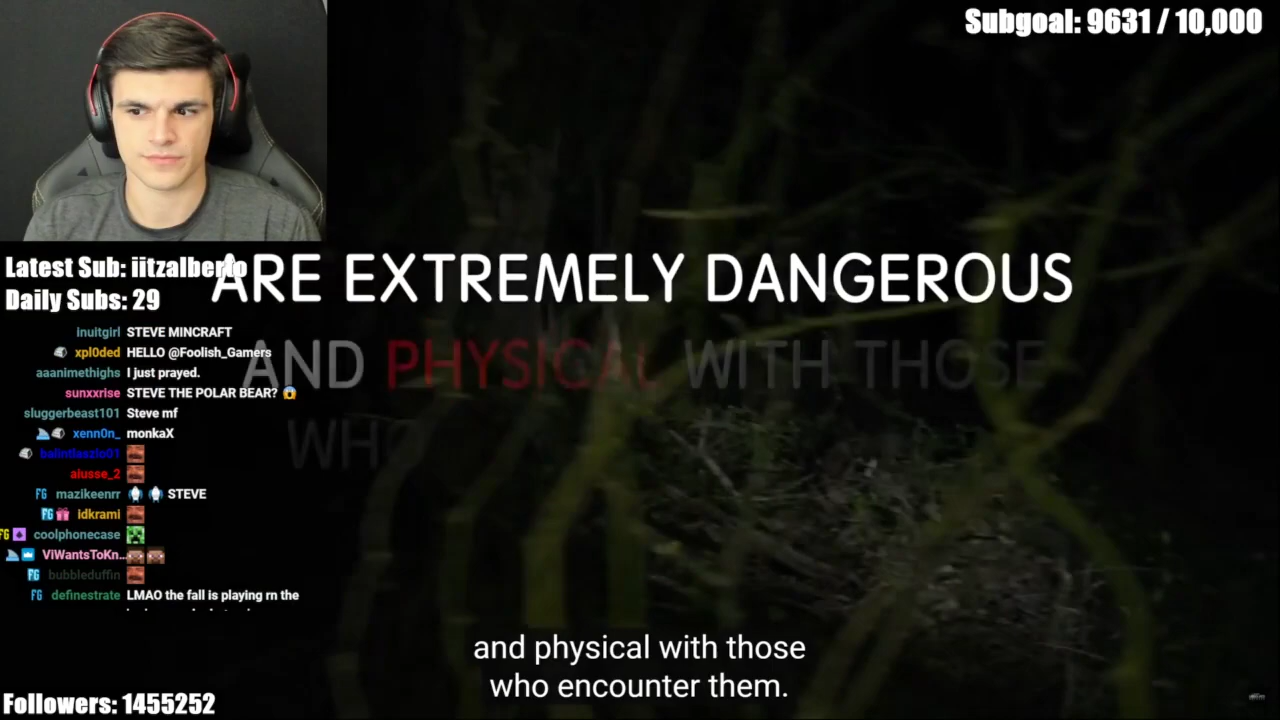 Subgoal: 9631 / 10,000
Latest Sub: iitzalberto
Daily Subs: 29
ARE EXTREMELY DANGEROUS
AND PHYSICAL WITH THOSE
WHO
inuitgirl STEVE MINCRAFT
xpl0ded HELLO @Foolish_Gamers
aaanimethighs I just prayed.
sunxxrise STEVE THE POLAR BEAR?
sluggerbeast101 Steve mf
xenn0n_ monkaX
balintlaszlo01
aiusse_2
FG mazikeenrr STEVE
FG idkrami
FG coolphonecase
ViWantsToKn...
FG bubbleduffin
FG definestrate LMAO the fall is playing rn the
and physical with those
who encounter them.
Followers: 1455252